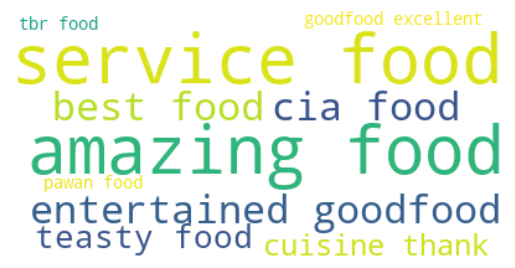 tbr food
goodfood excellent
service food
best food
cia food
amazing food
pawan food
entertained goodfood
teasty food
cuisine thank